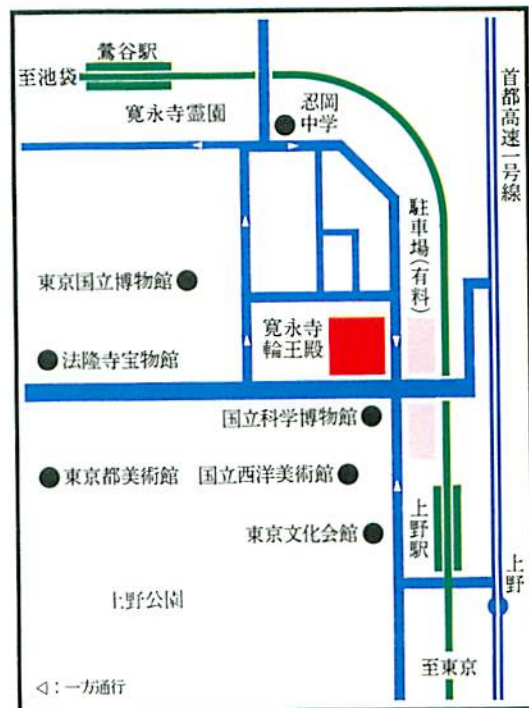 鶯谷駅
至池袋
寛永寺霊園
忍岡
中学
首都高速一号線
駐車場(有料)
東京国立博物館
寛永寺
輪王殿
法隆寺宝物館
国立科学博物館
東京都美術館
国立西洋美術館
上野駅
東京文化会館
上野
上野公園
至東京
◁：一方通行